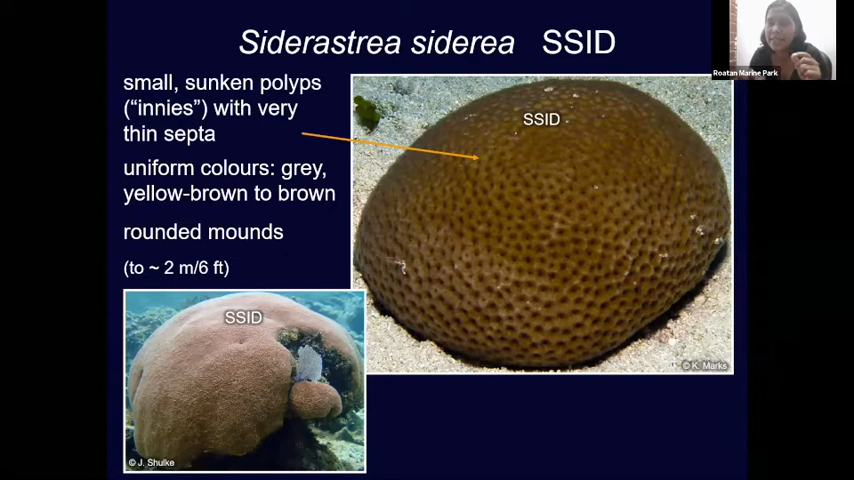 Siderastrea siderea SSID
small, sunken polyps
("innies") with very
thin septa
uniform colours: grey,
yellow-brown to brown
rounded mounds
(to ~ 2 m/6 ft)
SSID
© K. Marks
SSID
© J. Shulke
Roatan Marine Park